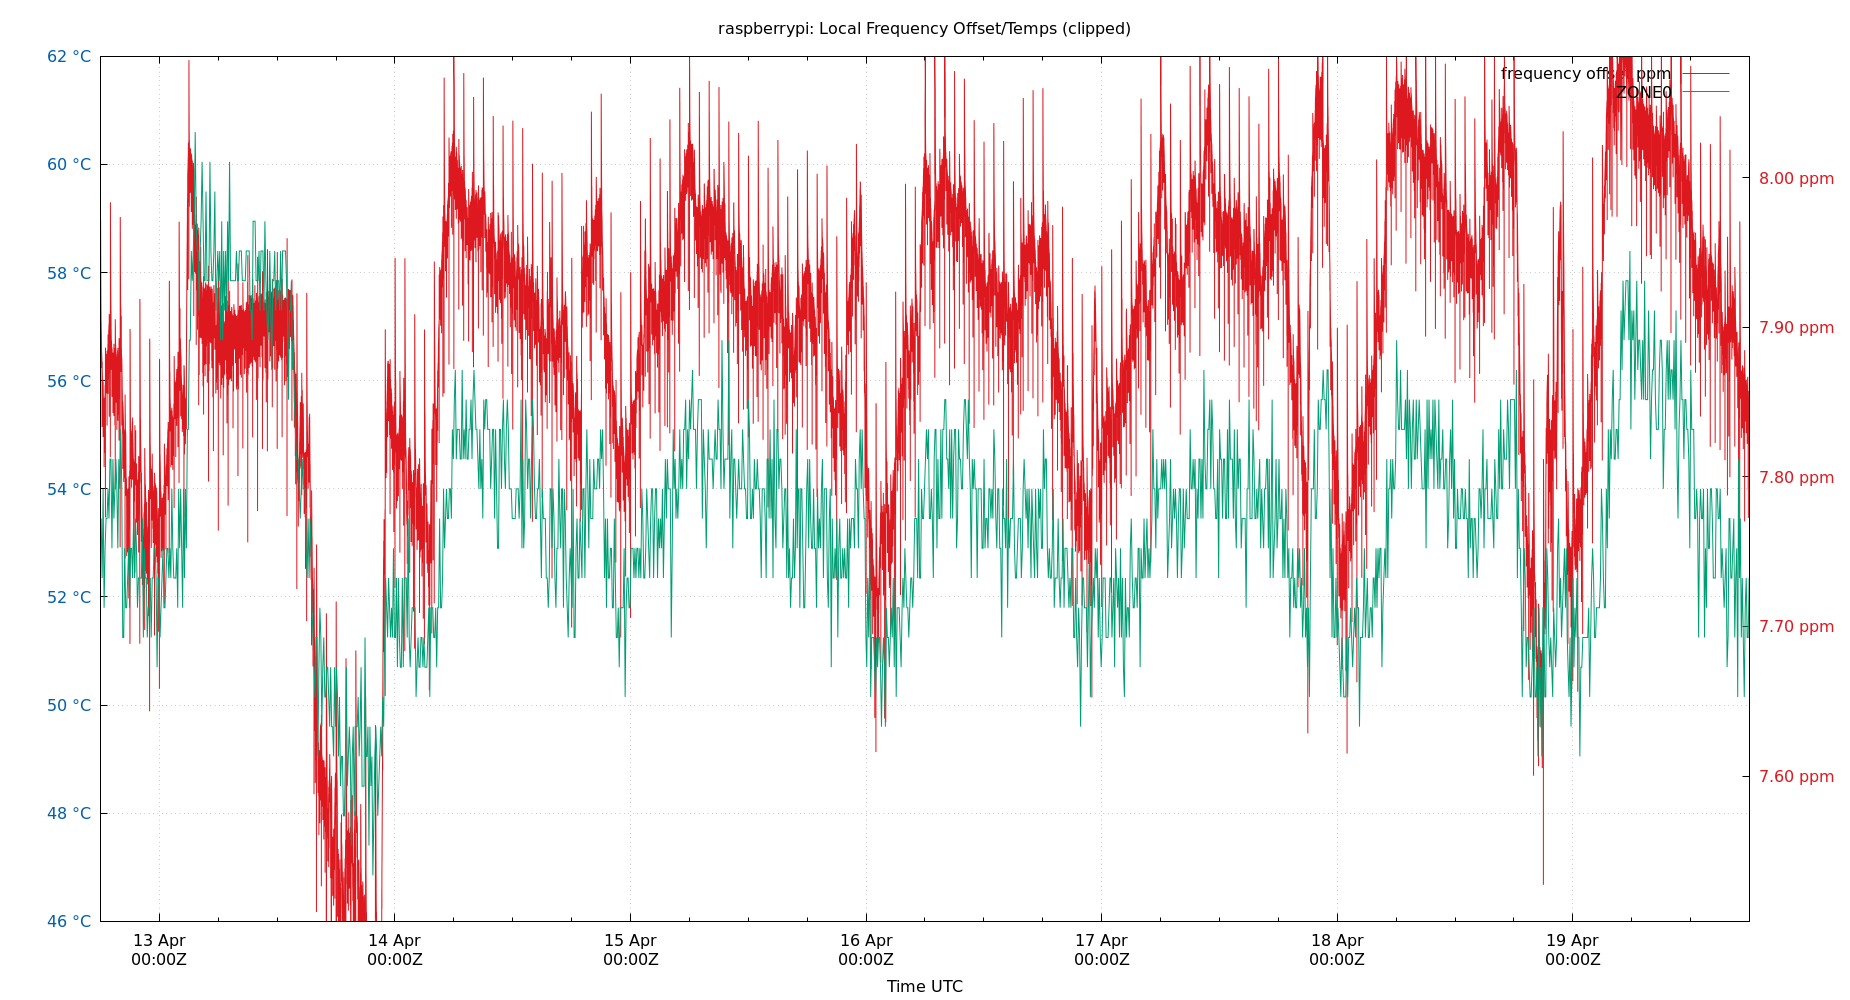 raspberrypi: Local Frequency Offset/Temps (clipped)
62 °C
60 °C
58 °C
56 °C
54 °C
52 °C
50 °C
48 °C
46 °C
frequency offset ppm
ZONE0
8.00 ppm
7.90 ppm
7.80 ppm
7.70 ppm
7.60 ppm
13 Apr
00:00Z
14 Apr
00:00Z
15 Apr
00:00Z
16 Apr
00:00Z
17 Apr
00:00Z
18 Apr
00:00Z
19 Apr
00:00Z
Time UTC